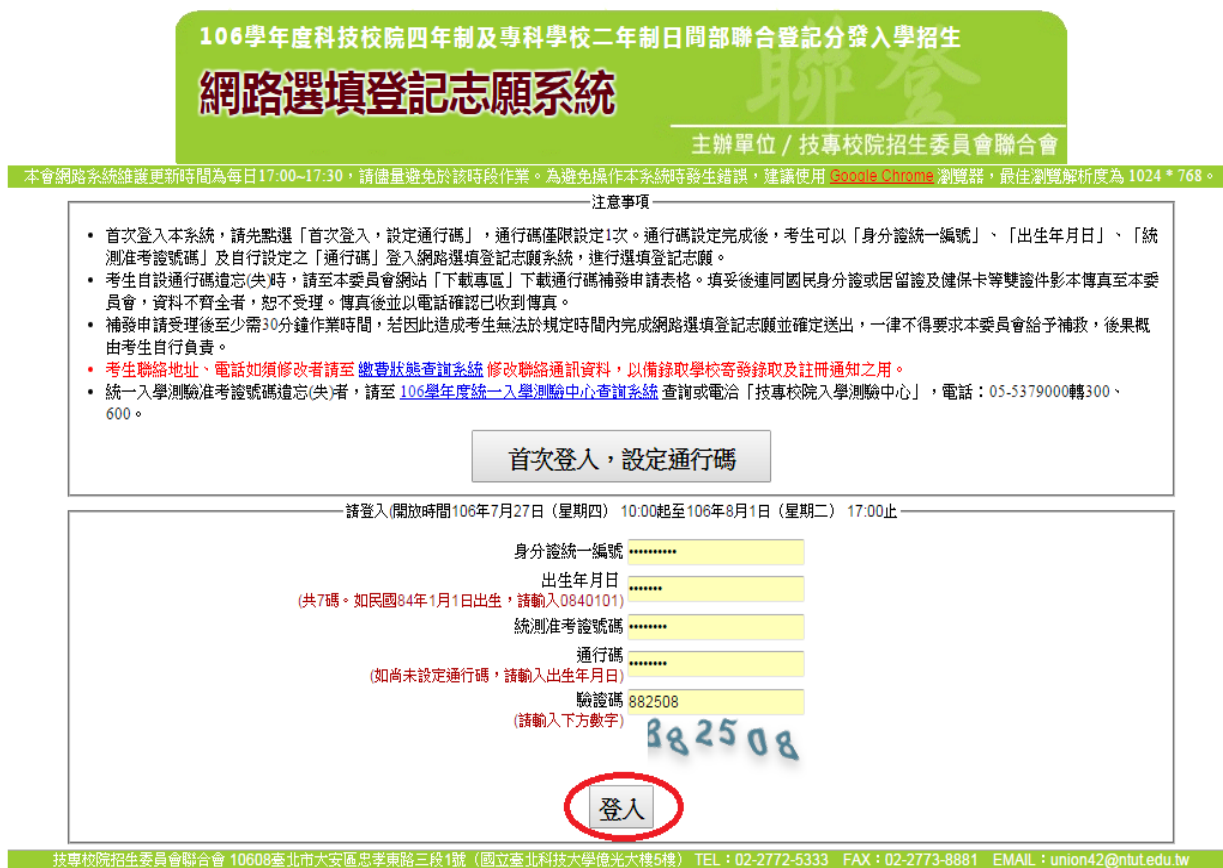 106學年度科技校院四年制及專科學校二年制日間部聯合登記分發入學招生
聯登
網路選填登記志願系統
主辦單位 / 技專校院招生委員會聯合會
本會網路系統維護更新時間為每日17:00~17:30，請儘量避免於該時段作業。為避免操作本系統時發生錯誤，建議使用 Google Chrome 瀏覽器，最佳瀏覽解析度為 1024 * 768。
注意事項
• 首次登入本系統，請先點選「首次登入，設定通行碼」，通行碼僅限設定1次。通行碼設定完成後，考生可以「身分證統一編號」、「出生年月日」、「統
測准考證號碼」及自行設定之「通行碼」登入網路選填登記志願系統，進行選填登記志願。
• 考生自設通行碼遺忘(失)時，請至本委員會網站「下載專區」下載通行碼補發申請表格。填妥後連同國民身分證或居留證及健保卡等雙證件影本傳真至本委
員會，資料不齊全者，恕不受理。傳真後並以電話確認已收到傳真。
• 補發申請受理後至少需30分鐘作業時間，若因此造成考生無法於規定時間內完成網路選填登記志願並確定送出，一律不得要求本委員會給予補救，後果概
由考生自行負責。
• 考生聯絡地址、電話如須修改者請至 繳費狀態查詢系統 修改聯絡通訊資料，以備錄取學校寄發錄取及註冊通知之用。
• 統一入學測驗准考證號碼遺忘(失)者，請至 106學年度統一入學測驗中心查詢系統 查詢或電洽「技專校院入學測驗中心」，電話：05-5379000轉300、
600。
首次登入，設定通行碼
請登入(開放時間106年7月27日（星期四） 10:00起至106年8月1日（星期二） 17:00止
身分證統一編號 ••••••••••
出生年月日 •••••••
(共7碼。如民國84年1月1日出生，請輸入0840101)
統測准考證號碼 ••••••••
通行碼 ••••••••
(如尚未設定通行碼，請輸入出生年月日)
驗證碼 882508
(請輸入下方數字)
882508
登入
技專校院招生委員會聯合會 10608臺北市大安區忠孝東路三段1號（國立臺北科技大學億光大樓5樓） TEL：02-2772-5333 FAX：02-2773-8881 EMAIL：union42@ntut.edu.tw